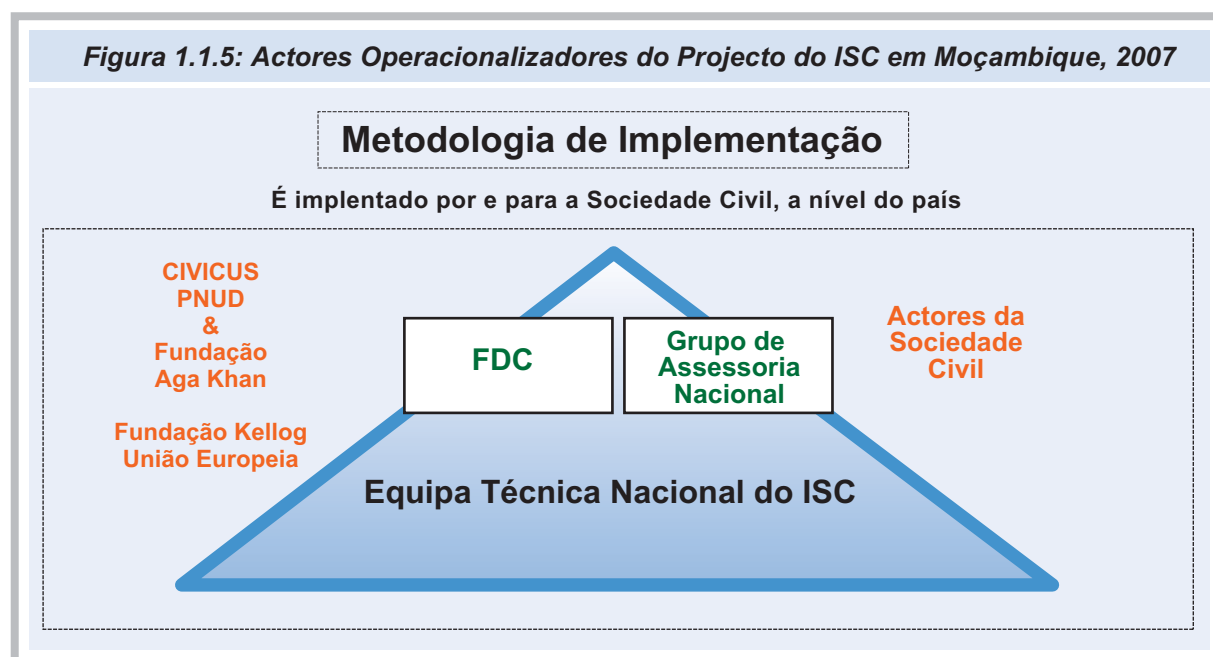 Figura 1.1.5: Actores Operacionalizadores do Projecto do ISC em Moçambique, 2007
Metodologia de Implementação
É implentado por e para a Sociedade Civil, a nível do país
CIVICUS
PNUD
&
Fundação
Aga Khan
Fundação Kellog
União Europeia
FDC
Grupo de
Assessoria
Nacional
Actores da
Sociedade
Civil
Equipa Técnica Nacional do ISC